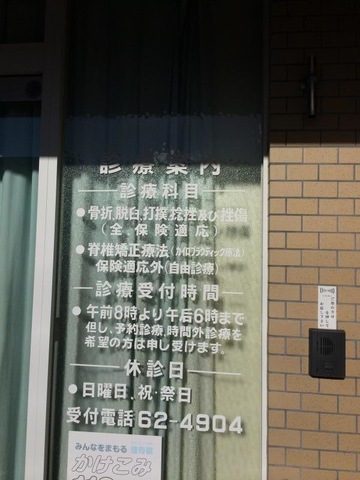 診療案内
診療科目
●骨折、脱臼、打撲、捻挫及び挫傷
(全、保険適応)
●脊椎矯正療法(カイロプラクティック療法)
保険適応外(自由診療)
診療受付時間
●午前8時より午後6時まで
但し、予約診療、時間外診療を
希望の方は申し受けます。
休診日
●日曜日、祝・祭日
受付電話62-4904
みんなをまもる
かけこみ